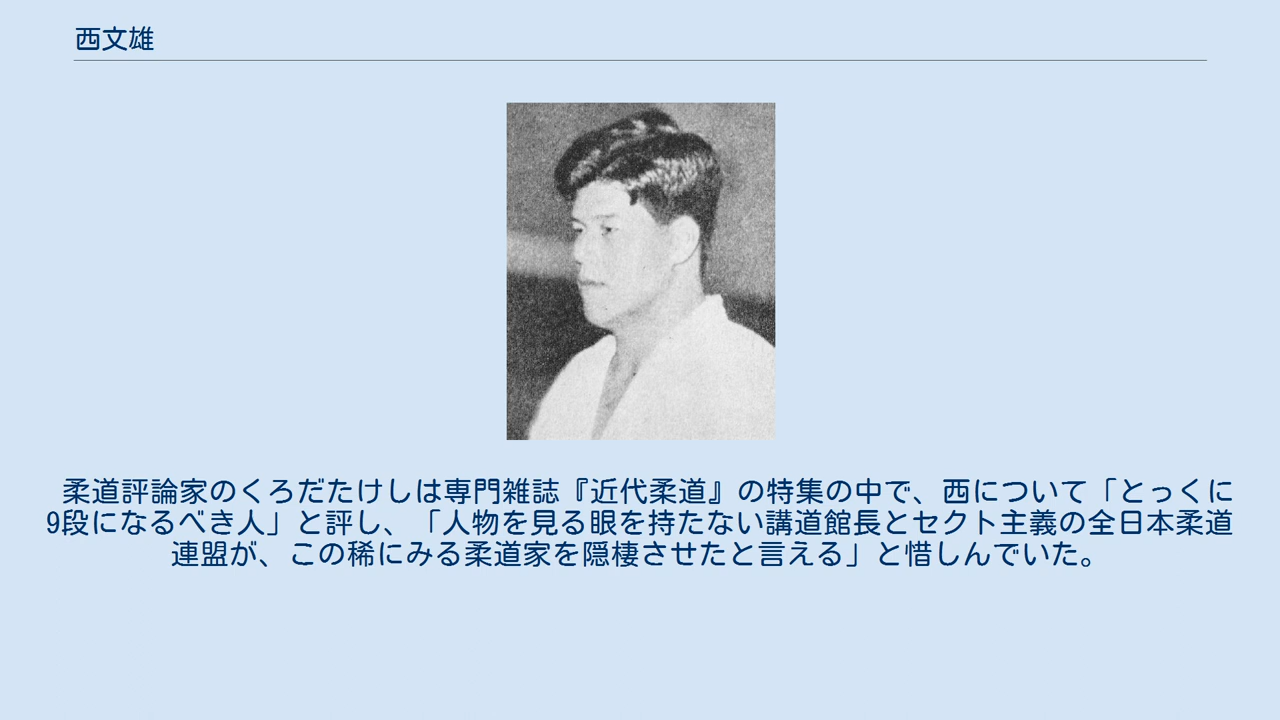 西文雄
柔道評論家のくろだたけしは専門雑誌『近代柔道』の特集の中で、西について「とっくに
9段になるべき人」と評し、「人物を見る眼を持たない講道館長とセクト主義の全日本柔道
連盟が、この稀にみる柔道家を隠棲させたと言える」と惜しんでいた。